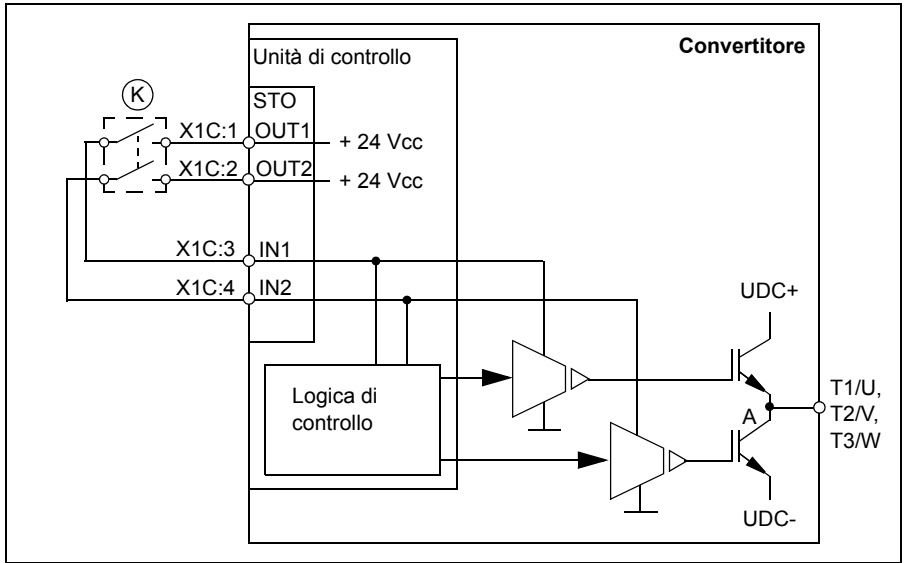 Convertitore
Unità di controllo
K
STO
X1C:1
OUT1
+ 24 Vcc
X1C:2
OUT2
+ 24 Vcc
X1C:3
IN1
X1C:4
IN2
UDC+
Logica di
controllo
A
T1/U,
T2/V,
T3/W
UDC-